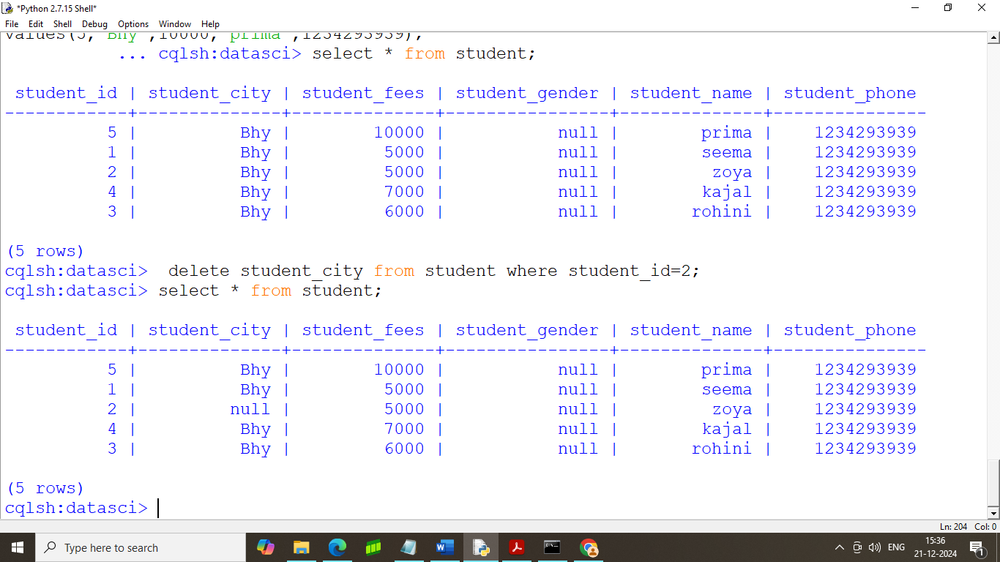 *Python 2.7.15 Shell*
File Edit Shell Debug Options Window Help
values(5,'Bhy',10000,'prima',1234293939);
... cqlsh:datasci> select * from student;
student_id | student_city | student_fees | student_gender | student_name | student_phone
------------+--------------+--------------+----------------+--------------+---------------
5 | Bhy | 10000 | null | prima | 1234293939
1 | Bhy | 5000 | null | seema | 1234293939
2 | Bhy | 5000 | null | zoya | 1234293939
4 | Bhy | 7000 | null | kajal | 1234293939
3 | Bhy | 6000 | null | rohini | 1234293939
(5 rows)
cqlsh:datasci>  delete student_city from student where student_id=2;
cqlsh:datasci> select * from student;
student_id | student_city | student_fees | student_gender | student_name | student_phone
------------+--------------+--------------+----------------+--------------+---------------
5 | Bhy | 10000 | null | prima | 1234293939
1 | Bhy | 5000 | null | seema | 1234293939
2 | null | 5000 | null | zoya | 1234293939
4 | Bhy | 7000 | null | kajal | 1234293939
3 | Bhy | 6000 | null | rohini | 1234293939
(5 rows)
cqlsh:datasci>
Ln: 204 Col: 0
Type here to search
ENG
15:36
21-12-2024
1